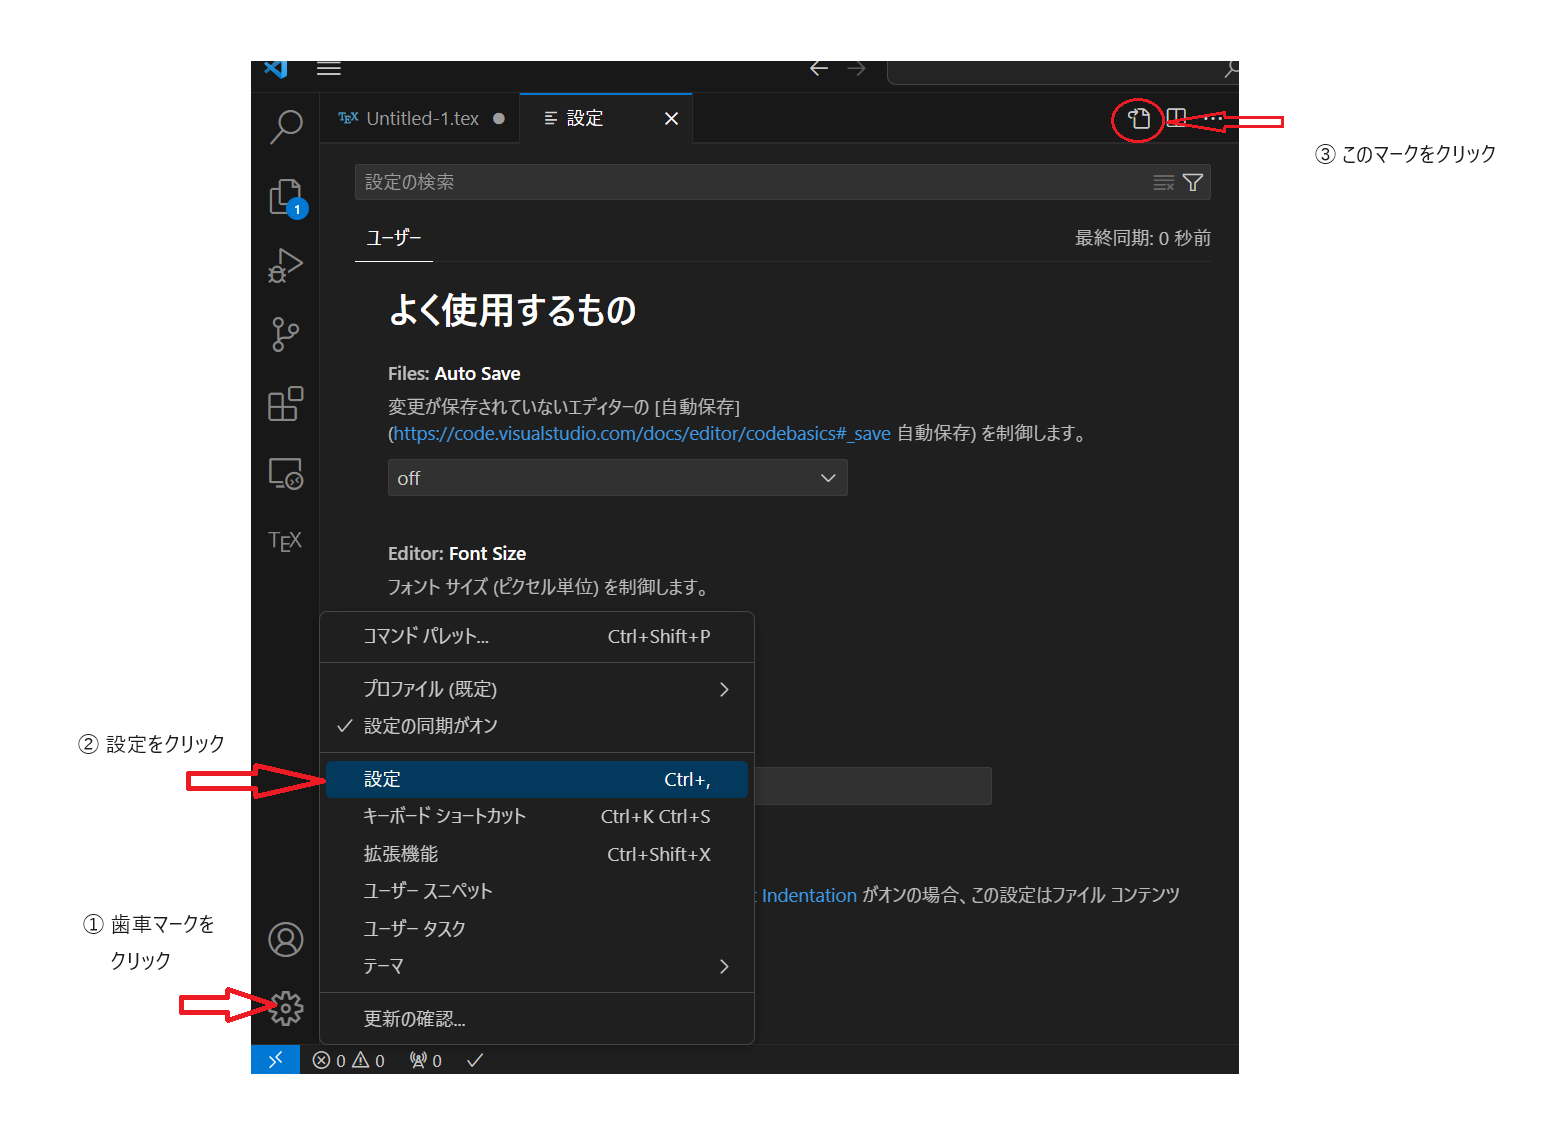 TEX Untitled-1.tex
設定
③ このマークをクリック
設定の検索
1
ユーザー
最終同期: 0 秒前
よく使用するもの
Files: Auto Save
変更が保存されていないエディターの [自動保存]
(https://code.visualstudio.com/docs/editor/codebasics#_save 自動保存) を制御します。
off
TEX
Editor: Font Size
フォント サイズ (ピクセル単位) を制御します。
コマンド パレット... Ctrl+Shift+P
プロファイル (既定)
設定の同期がオン
② 設定をクリック
設定 Ctrl+,
キーボード ショートカット Ctrl+K Ctrl+S
拡張機能 Ctrl+Shift+X
ユーザー スニペット
Indentation がオンの場合、この設定はファイル コンテンツ
ユーザー タスク
テーマ
① 歯車マークを
クリック
更新の確認...
0 0 0